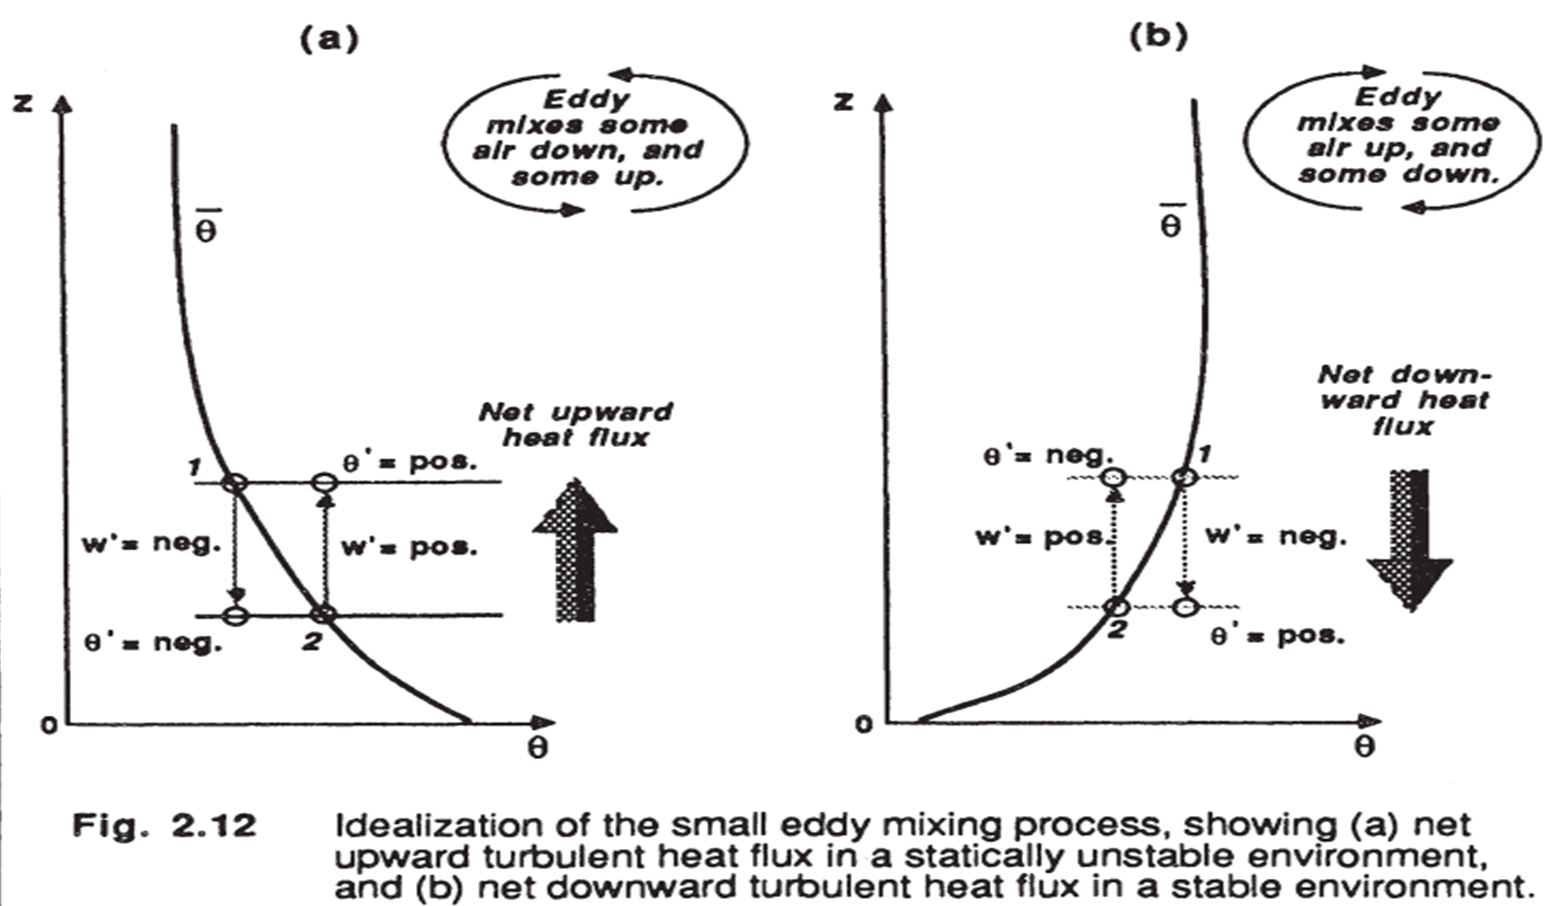 (a)
z
Eddy
mixes some
air down, and
some up.
θ̅
Net upward
heat flux
1
θ' = pos.
w' = neg.
w' = pos.
θ' = neg.
2
0
θ
(b)
z
Eddy
mixes some
air up, and
some down.
θ̅
Net down-
ward heat
flux
θ' = neg.
1
w' = pos.
w' = neg.
2
θ' = pos.
0
θ
Fig. 2.12 Idealization of the small eddy mixing process, showing (a) net
upward turbulent heat flux in a statically unstable environment,
and (b) net downward turbulent heat flux in a stable environment.